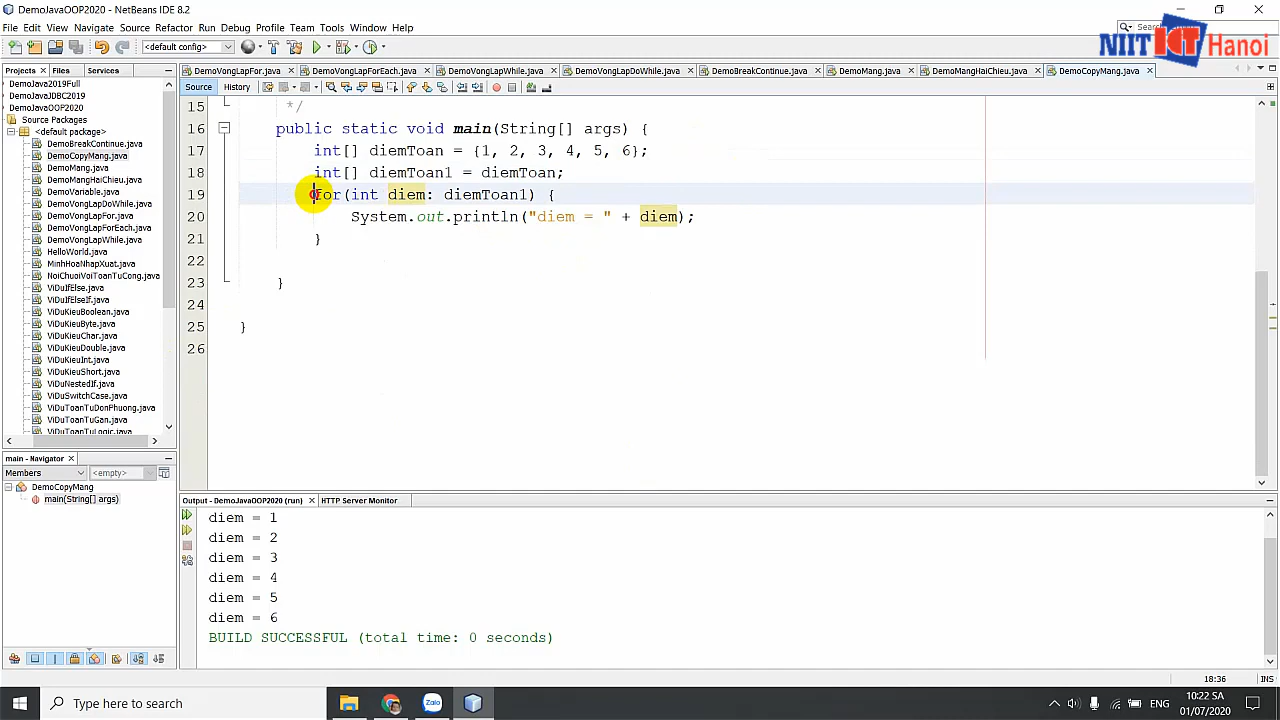 DemoJavaOOP2020 - NetBeans IDE 8.2
File Edit View Navigate Source Refactor Run Debug Profile Team Tools Window Help
<default config>
NIIT ICT Hanoi
Projects Files Services
DemoVongLapFor.java DemoVongLapForEach.java DemoVongLapWhile.java DemoVongLapDoWhile.java DmoBreakContinue.java DemoMang.java DemoMangHaiChieu.java DemoCopyMang.java
Source History
DemoJava2019Full
DemoJavaJDBC2019
DemoJavaOOP2020
Source Packages
<default package>
DemoBreakContinue.java
DemoCopyMang.java
DemoMang.java
DemoMangHaiChieu.java
DemoVariable.java
DemoVongLapDoWhile.java
DemoVongLapFor.java
DemoVongLapForEach.java
DemoVongLapWhile.java
HelloWorld.java
MinhHoaNhapXuat.java
NoiChuoiVoiToanTuCong.java
ViDuIfElse.java
ViDuIfElseIf.java
ViDuKieuBoolean.java
ViDuKieuByte.java
ViDuKieuChar.java
ViDuKieuDouble.java
ViDuKieuInt.java
ViDuKieuShort.java
ViDuNestedIf.java
ViDuSwitchCase.java
ViDuToanTuDonPhuong.java
ViDuToanTuGan.java
ViDuToanTuLogic.java
15 */
16 public static void main(String[] args) {
17 int[] diemToan = {1, 2, 3, 4, 5, 6};
18 int[] diemToan1 = diemToan;
19 for(int diem: diemToan1) {
20 System.out.println("diem = " + diem);
21 }
22
23 }
24
25 }
26
main - Navigator
Members <empty>
DemoCopyMang
main(String[] args)
Output - DemoJavaOOP2020 (run) HTTP Server Monitor
diem = 1
diem = 2
diem = 3
diem = 4
diem = 5
diem = 6
BUILD SUCCESSFUL (total time: 0 seconds)
18:36 INS
Type here to search
Zalo
ENG
10:22 SA
01/07/2020